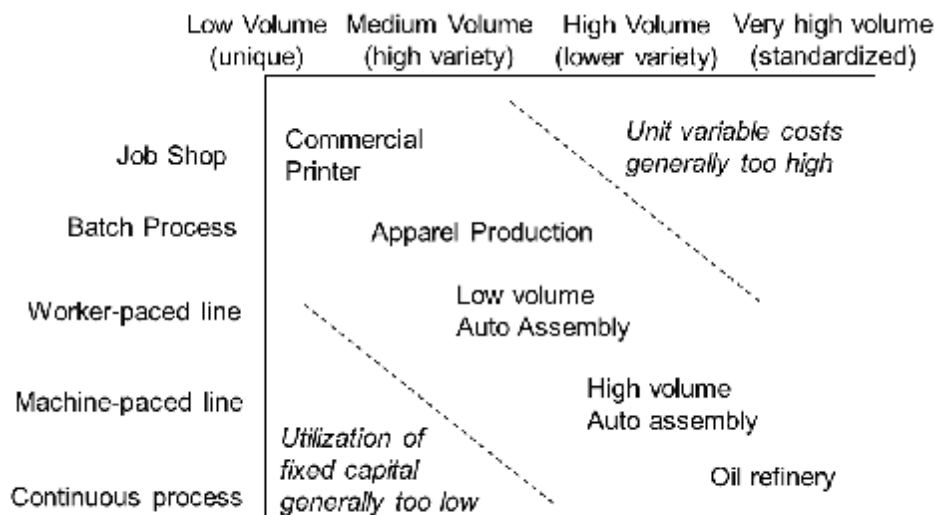 Low Volume Medium Volume High Volume Very high volume
(unique) (high variety) (lower variety) (standardized)
Job Shop
Commercial
Printer
Unit variable costs
generally too high
Batch Process
Apparel Production
Worker-paced line
Low volume
Auto Assembly
Machine-paced line
High volume
Auto assembly
Utilization of
fixed capital
generally too low
Continuous process
Oil refinery